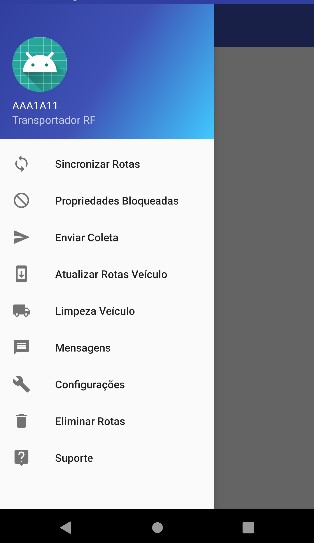 AAA1A11
Transportador RF
Sincronizar Rotas
Propriedades Bloqueadas
Enviar Coleta
Atualizar Rotas Veículo
Limpeza Veículo
Mensagens
Configurações
Eliminar Rotas
Suporte